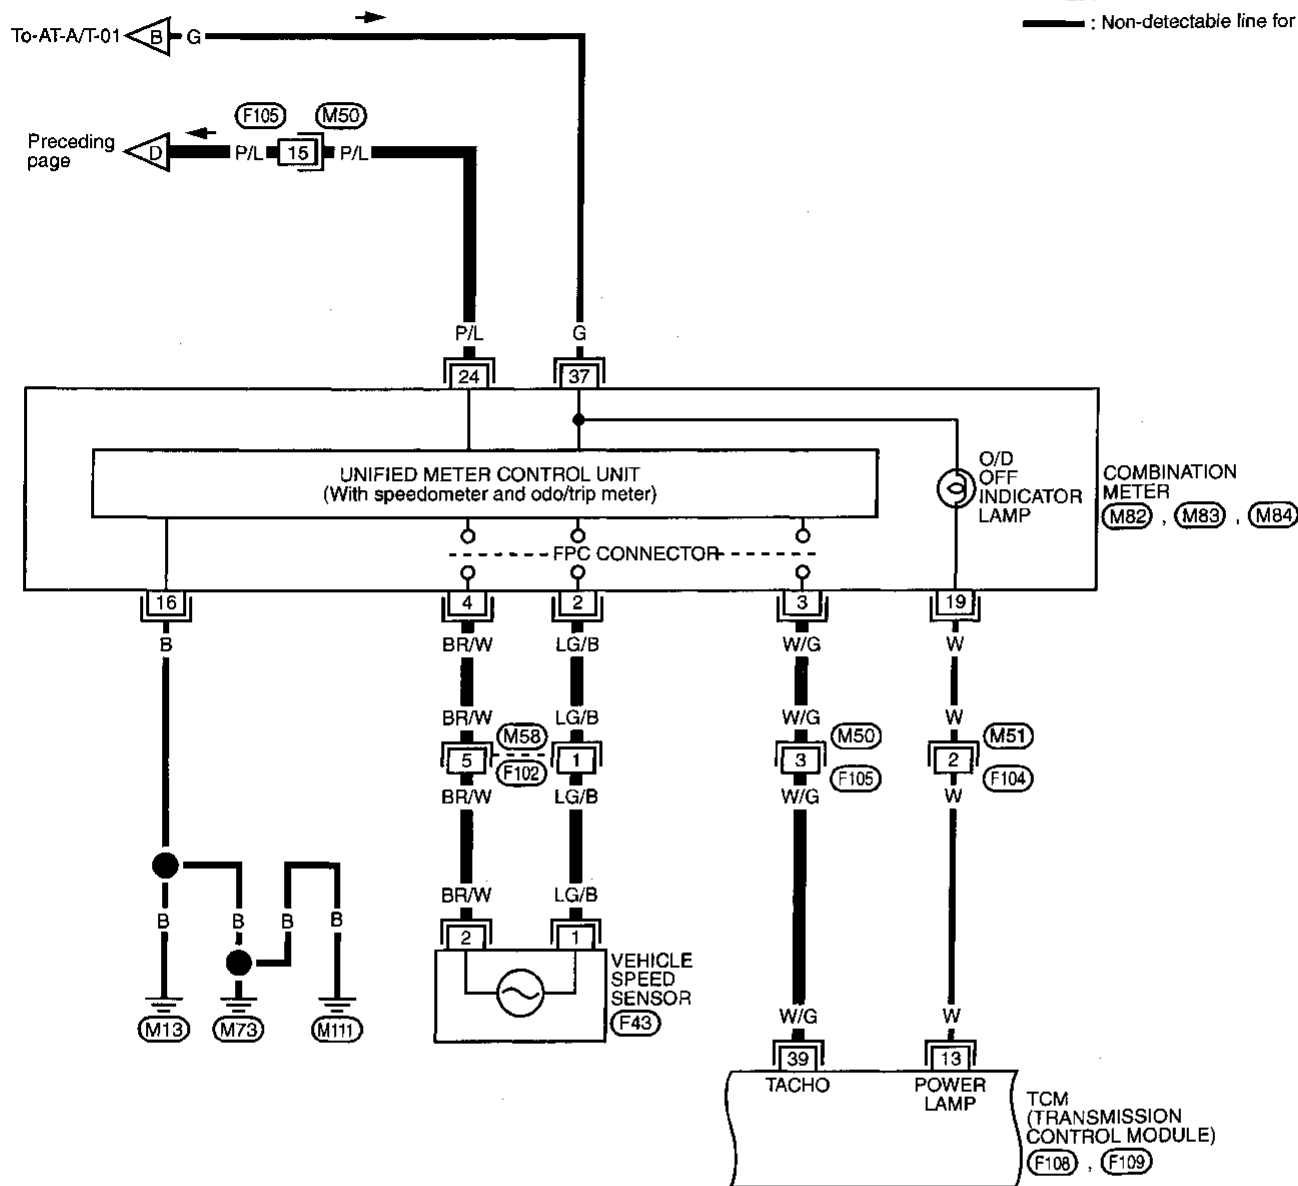 To-AT-A/T-01 B G
: Non-detectable line for
F105 M50
Preceding
page
D P/L 15 P/L
P/L G
24 37
UNIFIED METER CONTROL UNIT
(With speedometer and odo/trip meter)
O/D
OFF
INDICATOR
LAMP
COMBINATION
METER
M82 , M83 , M84
FPC CONNECTOR
16 4 2 3 19
B BR/W LG/B W/G W
BR/W LG/B W/G W
M58 M50 M51
5 1 3 2
F102 F105 F104
BR/W LG/B W/G W
BR/W LG/B
B B B B
2 1
VEHICLE
SPEED
SENSOR
F43
M13 M73 M111
W/G W
39 13
TACHO
POWER
LAMP
TCM
(TRANSMISSION
CONTROL MODULE)
F108 , F109